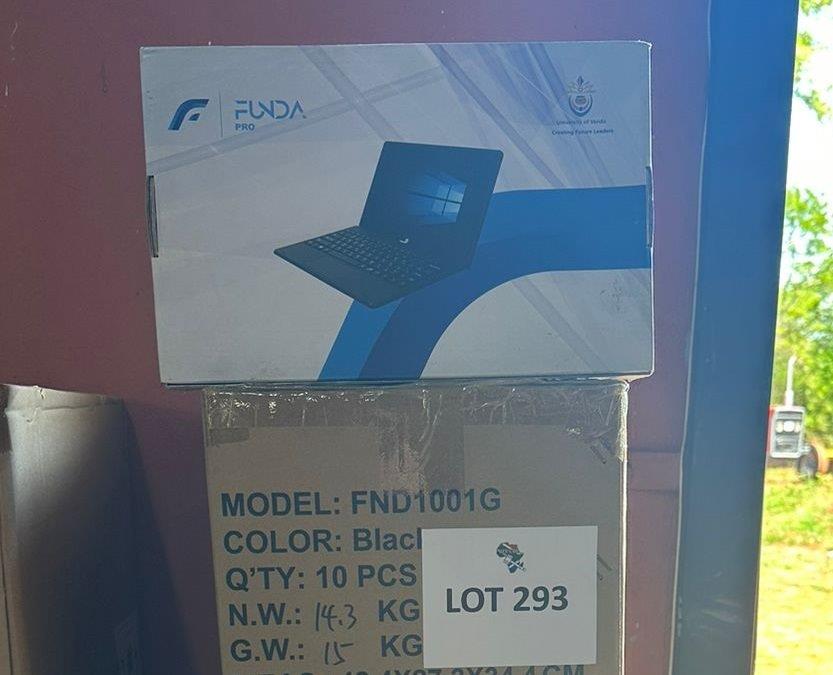 FUNDA
PRO
University of Venda
Creating Future Leaders
MODEL: FND1001G
COLOR: Blac
Q'TY: 10 PCS
N.W.: 14.3 KG
G.W.: 15 KG
LOT 293